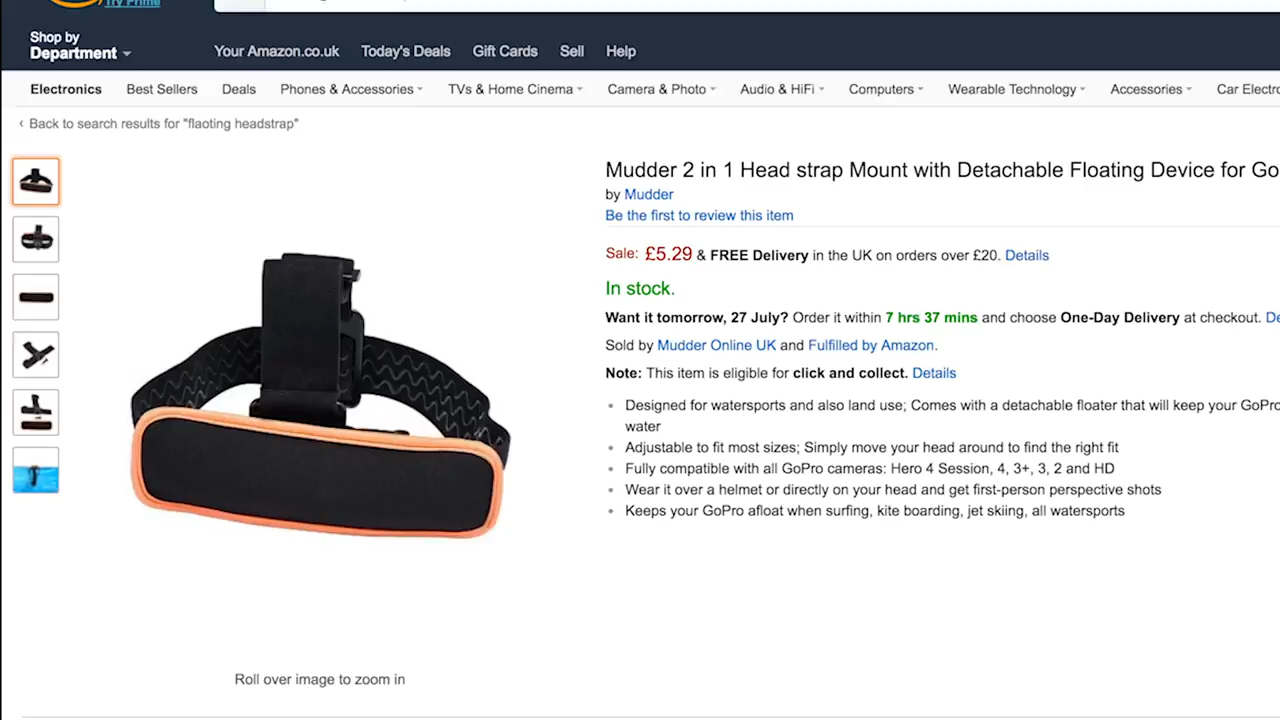 Try Prime
Shop by
Department
Your Amazon.co.uk Today's Deals Gift Cards Sell Help
Electronics Best Sellers Deals Phones & Accessories TVs & Home Cinema Camera & Photo Audio & HiFi Computers Wearable Technology Accessories Car Electro
‹ Back to search results for "flaoting headstrap"
Mudder 2 in 1 Head strap Mount with Detachable Floating Device for Go
by Mudder
Be the first to review this item
Sale: £5.29 & FREE Delivery in the UK on orders over £20. Details
In stock.
Want it tomorrow, 27 July? Order it within 7 hrs 37 mins and choose One-Day Delivery at checkout. De
Sold by Mudder Online UK and Fulfilled by Amazon.
Note: This item is eligible for click and collect. Details
• Designed for watersports and also land use; Comes with a detachable floater that will keep your GoPro
water
• Adjustable to fit most sizes; Simply move your head around to find the right fit
• Fully compatible with all GoPro cameras: Hero 4 Session, 4, 3+, 3, 2 and HD
• Wear it over a helmet or directly on your head and get first-person perspective shots
• Keeps your GoPro afloat when surfing, kite boarding, jet skiing, all watersports
Roll over image to zoom in